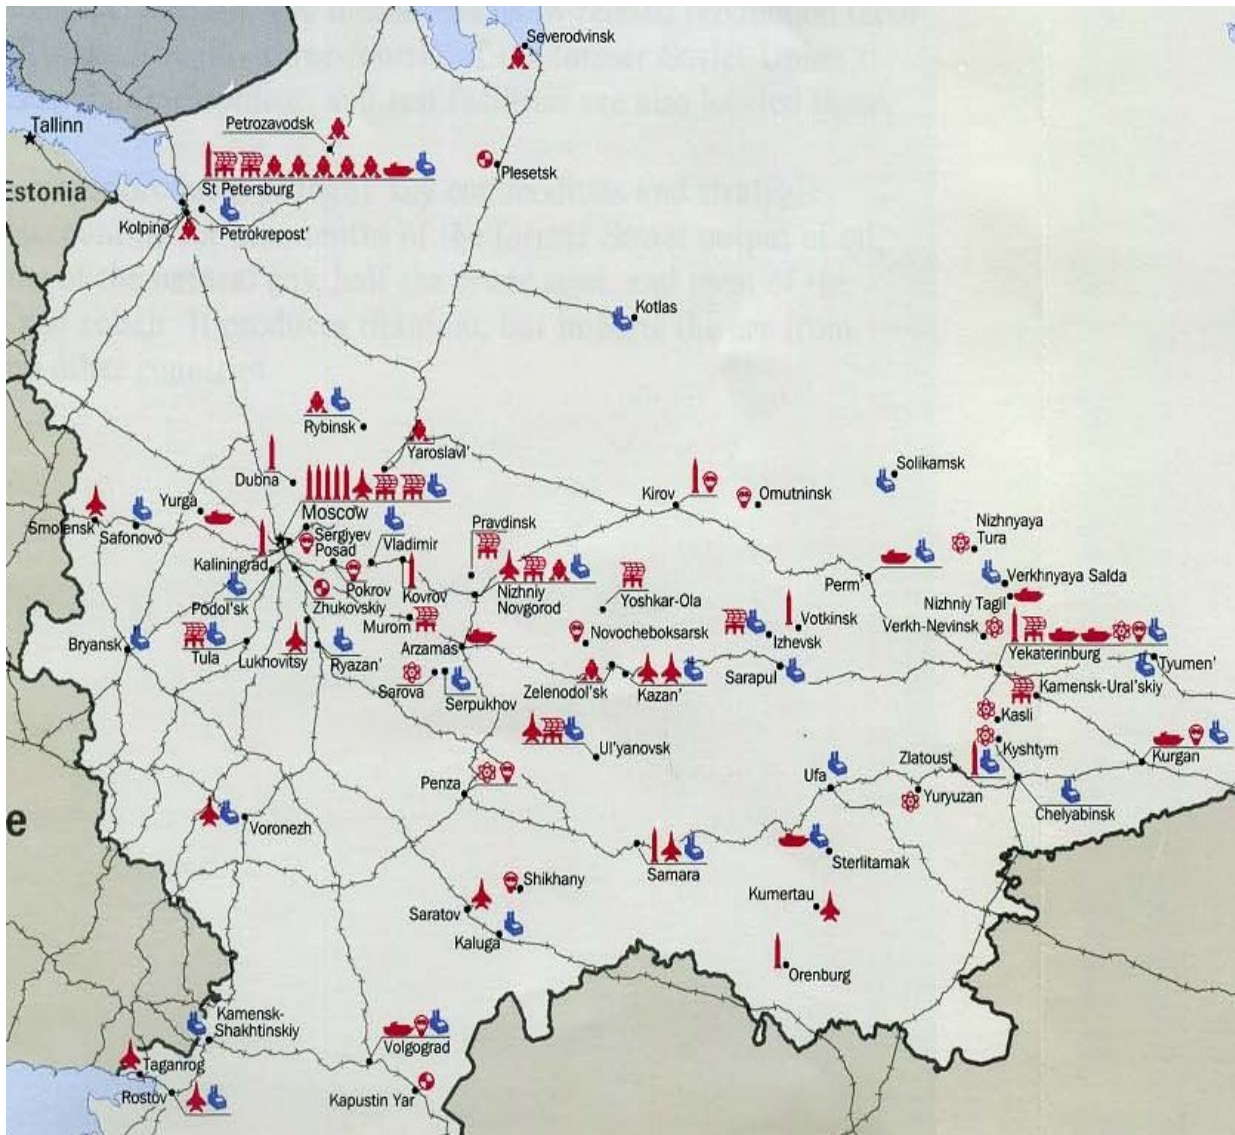 Severodvinsk
Tallinn
Petrozavodsk
Plesetsk
Estonia
St Petersburg
Kolpino
Petrokrepost'
Kotlas
Rybinsk
Yaroslavl'
Dubna
Solikamsk
Kirov
Omutninsk
Yurga
Moscow
Smolensk
Safonovo
Sergiyev
Posad
Vladimir
Pravdinsk
Nizhnyaya
Tura
Kaliningrad
Perm'
Verkhnyaya Salda
Podol'sk
Pokrov
Kovrov
Nizhniy
Novgorod
Yoshkar-Ola
Nizhniy Tagil
Zhukovskiy
Murom
Votkinsk
Verkh-Nevinsk
Bryansk
Tula
Lukhovitsy
Ryazan'
Arzamas
Novocheboksarsk
Izhevsk
Yekaterinburg
Tyumen'
Sarova
Serpukhov
Zelenodol'sk
Kazan'
Sarapul
Kamensk-Ural'skiy
Kasli
Ul'yanovsk
Kyshtym
Zlatoust
Kurgan
Penza
Ufa
Yuryuzan
Chelyabinsk
e
Voronezh
Samara
Sterlitamak
Shikhany
Kumertau
Saratov
Kaluga
Orenburg
Kamensk-
Shakhtinskiy
Volgograd
Taganrog
Rostov
Kapustin Yar